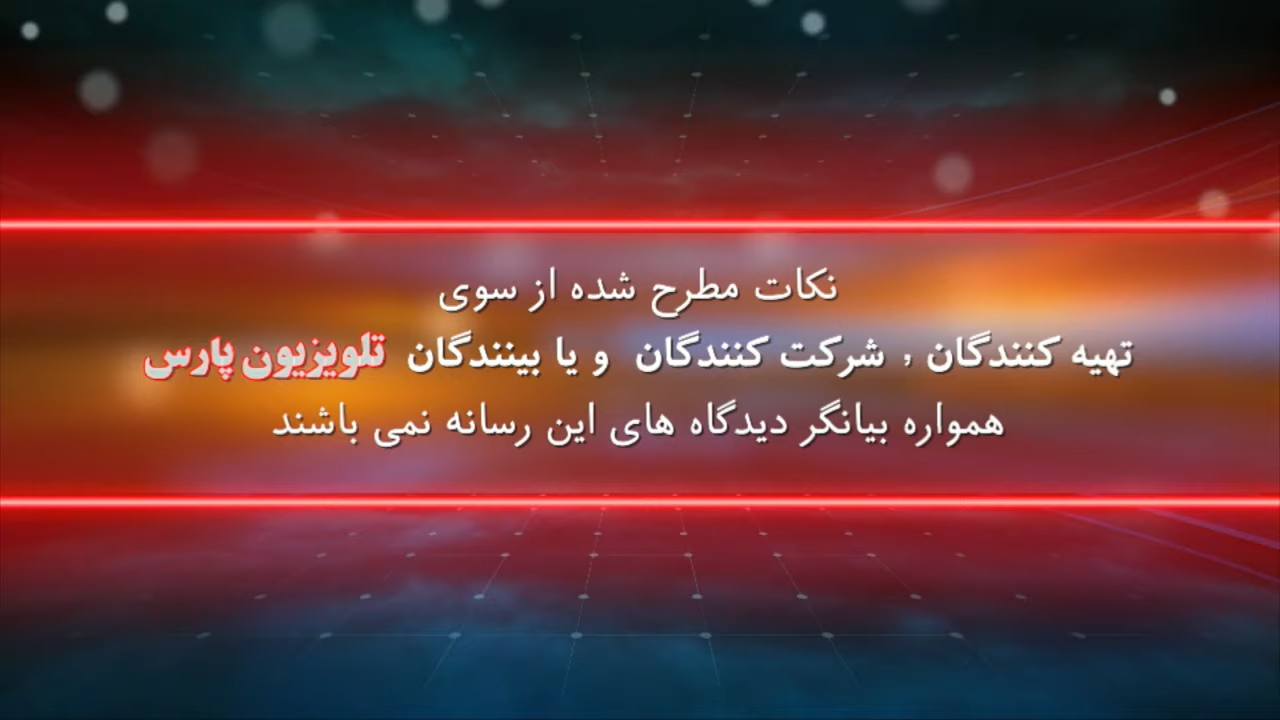 نکات مطرح شده از سوی
تهیه کنندگان , شرکت کنندگان و یا بینندگان تلویزیون پارس
همواره بیانگر دیدگاه های این رسانه نمی باشند